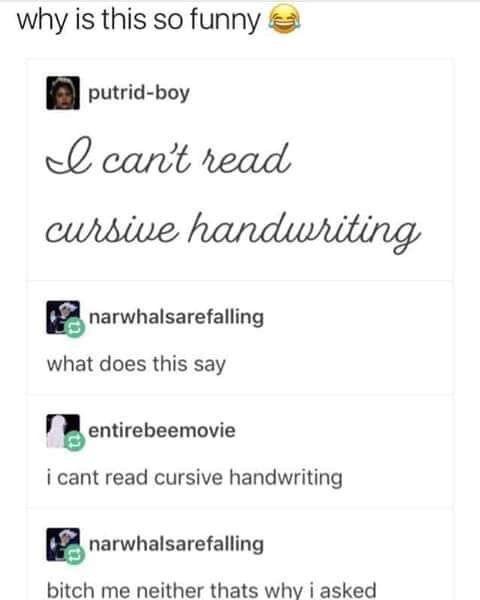 why is this so funny 😂
putrid-boy
I can't read
cursive handwriting
narwhalsarefalling
what does this say
entirebeemovie
i cant read cursive handwriting
narwhalsarefalling
bitch me neither thats why i asked